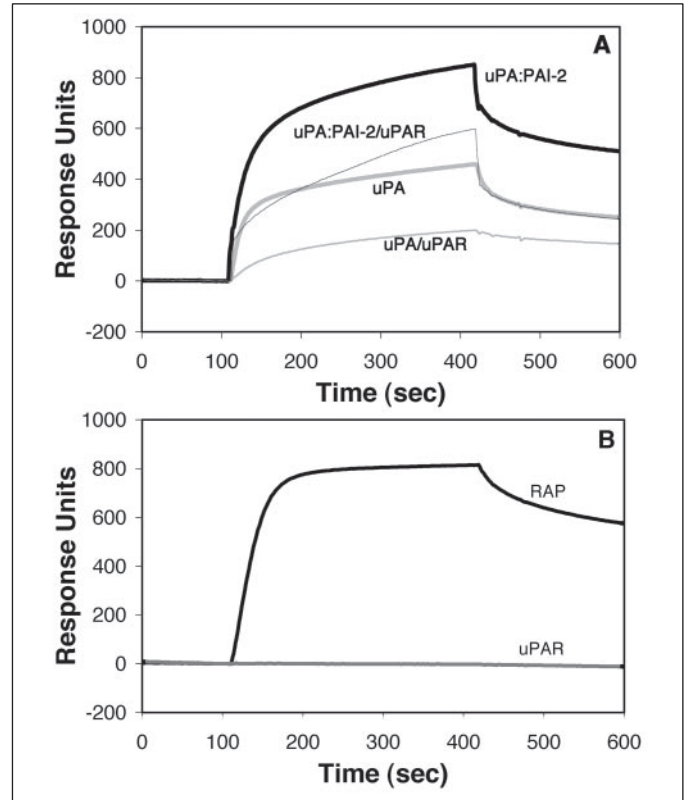 A
1000
800
600
400
200
0
-200
Response Units
uPA:PAI-2
uPA:PAI-2/uPAR
uPA
uPA/uPAR
0 100 200 300 400 500 600
Time (sec)
B
1000
800
600
400
200
0
-200
Response Units
RAP
uPAR
0 100 200 300 400 500 600
Time (sec)